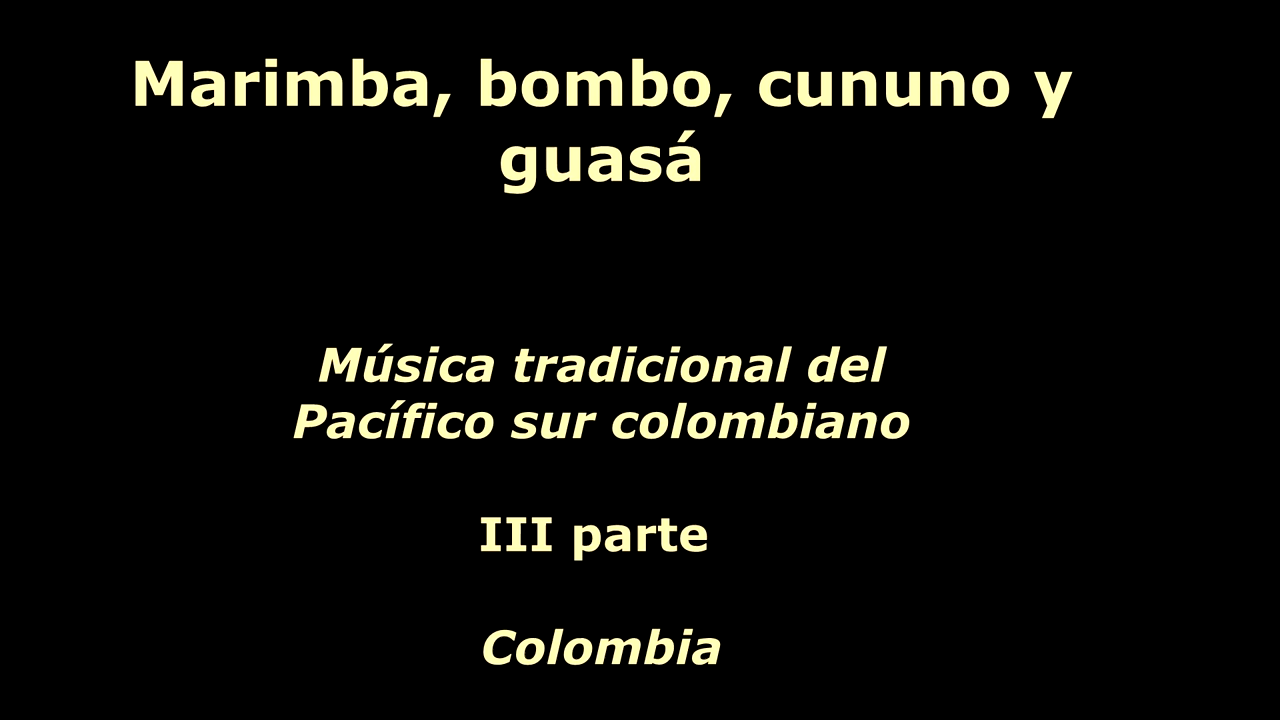 Marimba, bombo, cununo y
guasá
Música tradicional del
Pacífico sur colombiano
III parte
Colombia